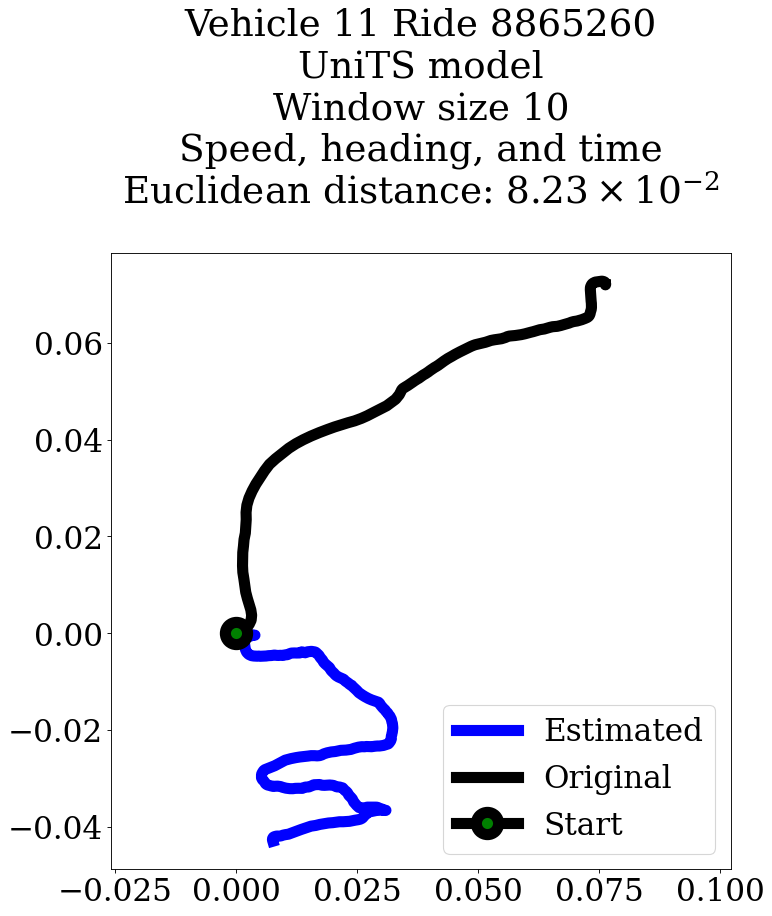 Vehicle 11 Ride 8865260
UniTS model
Window size 10
Speed, heading, and time
Euclidean distance: 8.23 × 10⁻²
0.06
0.04
0.02
0.00
−0.02
−0.04
Estimated
Original
Start
−0.025 0.000 0.025 0.050 0.075 0.100